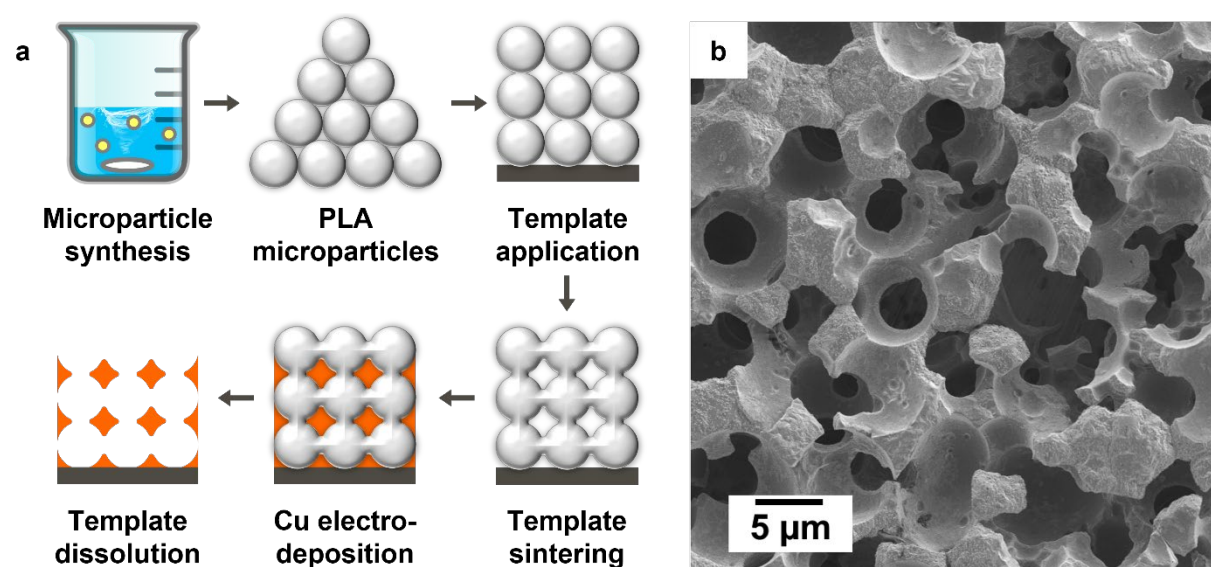 a
Microparticle
synthesis
PLA
microparticles
Template
application
Template
dissolution
Cu electro-
deposition
Template
sintering
b
5 µm